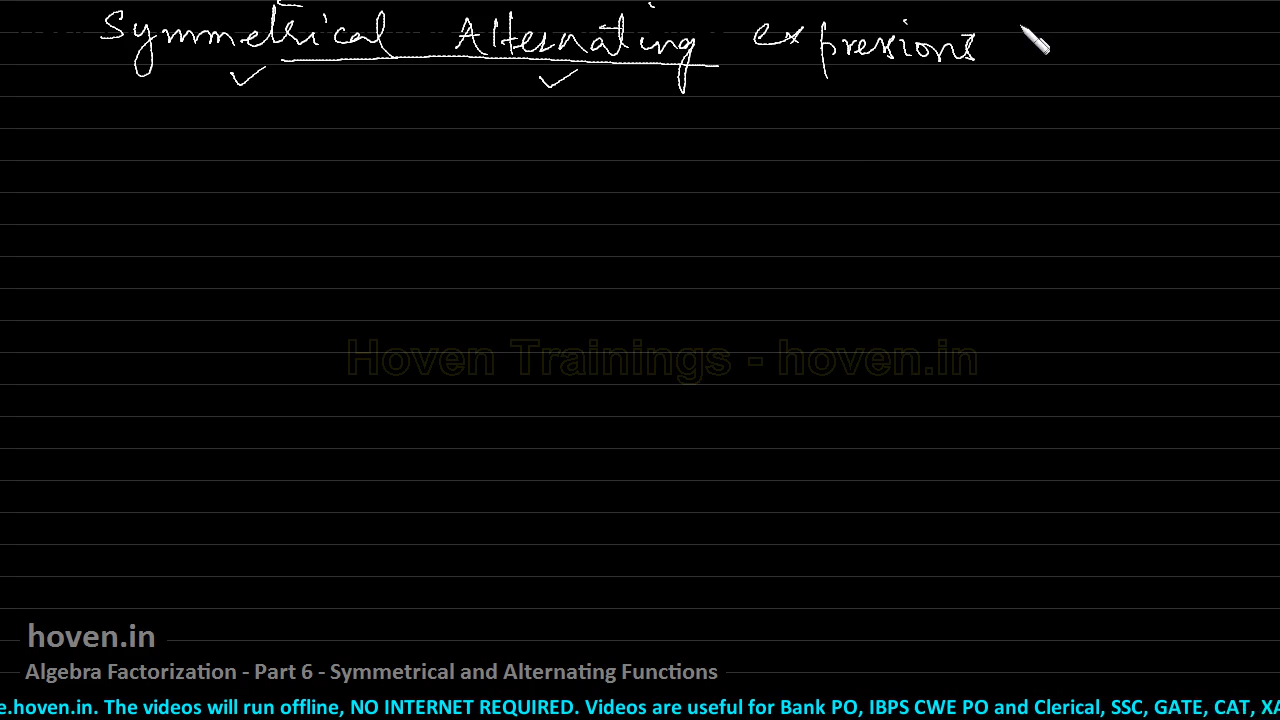 Symmetrical Alternating expressions
Hoven Trainings - hoven.in
hoven.in
Algebra Factorization - Part 6 - Symmetrical and Alternating Functions
e.hoven.in. The videos will run offline, NO INTERNET REQUIRED. Videos are useful for Bank PO, IBPS CWE PO and Clerical, SSC, GATE, CAT, XA